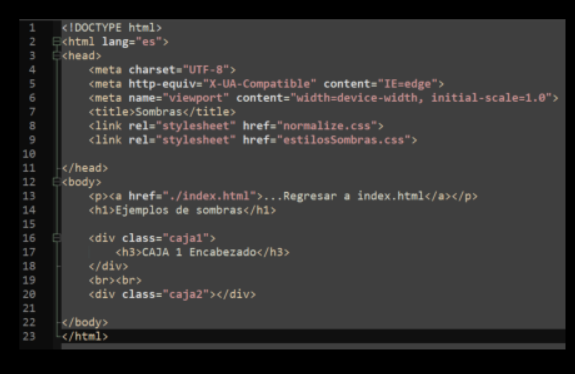 1 <!DOCTYPE html>
2 <html lang="es">
3 <head>
4 <meta charset="UTF-8">
5 <meta http-equiv="X-UA-Compatible" content="IE=edge">
6 <meta name="viewport" content="width=device-width, initial-scale=1.0">
7 <title>Sombras</title>
8 <link rel="stylesheet" href="normalize.css">
9 <link rel="stylesheet" href="estilosSombras.css">
10
11 </head>
12 <body>
13 <p><a href="./index.html">...Regresar a index.html</a></p>
14 <h1>Ejemplos de sombras</h1>
15
16 <div class="caja1">
17 <h3>CAJA 1 Encabezado</h3>
18 </div>
19 <br><br>
20 <div class="caja2"></div>
21
22 </body>
23 </html>